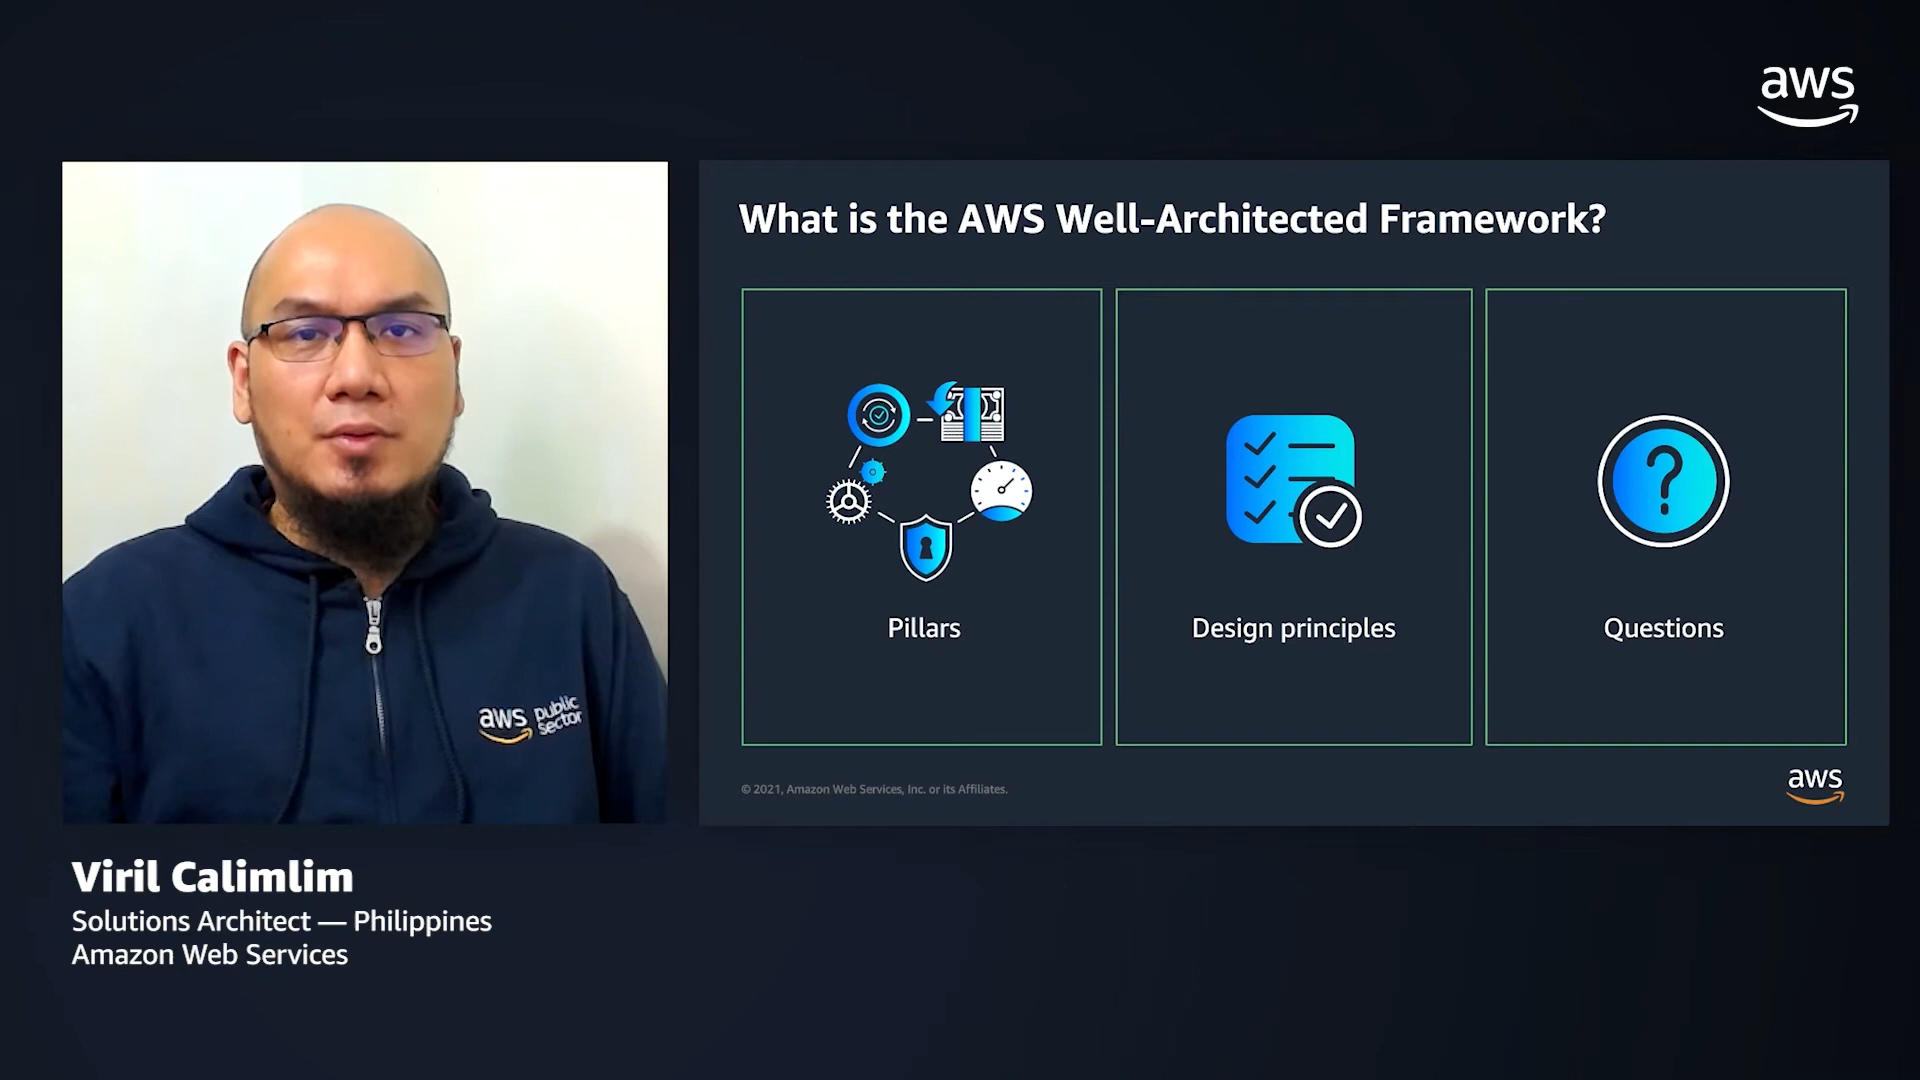 aws
What is the AWS Well-Architected Framework?
Pillars
Design principles
Questions
© 2021, Amazon Web Services, Inc. or its Affiliates.
aws
aws public sector
Viril Calimlim
Solutions Architect — Philippines
Amazon Web Services